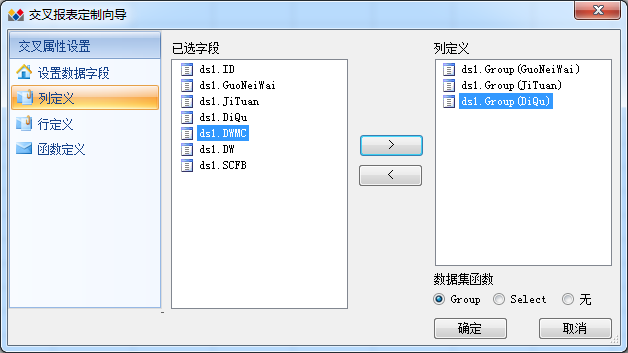 交叉报表定制向导
交叉属性设置
设置数据字段
列定义
行定义
函数定义
已选字段
ds1.ID
ds1.GuoNeiWai
ds1.JiTuan
ds1.DiQu
ds1.DWMC
ds1.DW
ds1.SCFB
>
<
列定义
ds1.Group(GuoNeiWai)
ds1.Group(JiTuan)
ds1.Group(DiQu)
数据集函数
Group Select 无
确定 取消